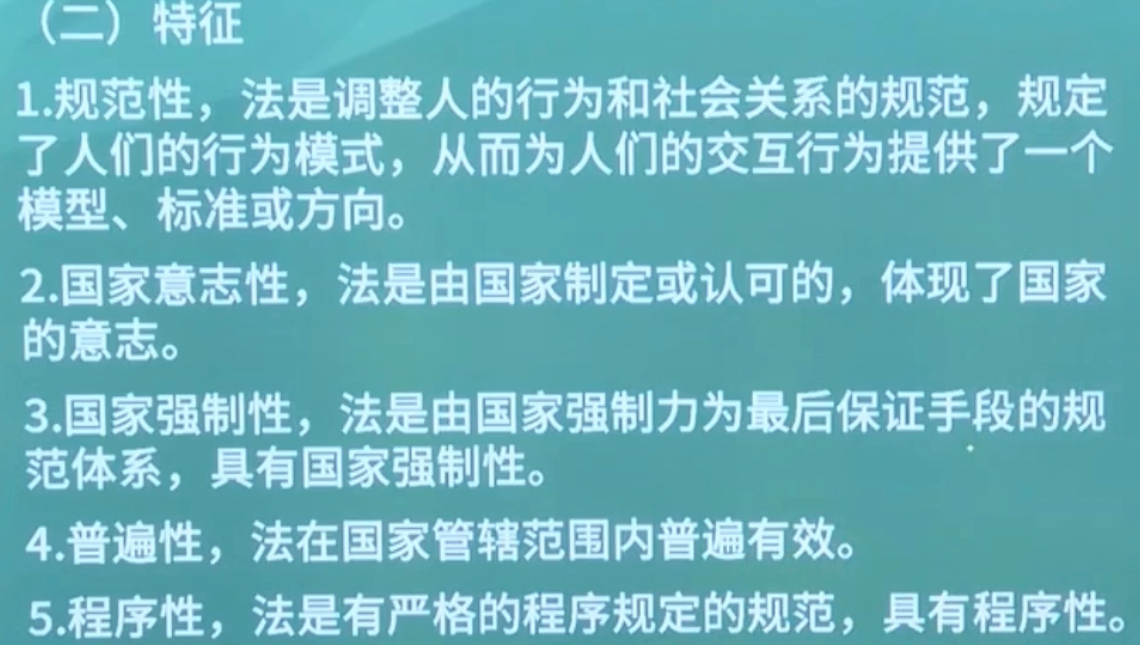 （二）特征
1.规范性，法是调整人的行为和社会关系的规范，规定
了人们的行为模式，从而为人们的交互行为提供了一个
模型、标准或方向。
2.国家意志性，法是由国家制定或认可的，体现了国家
的意志。
3.国家强制性，法是由国家强制力为最后保证手段的规
范体系，具有国家强制性。
4.普遍性，法在国家管辖范围内普遍有效。
5.程序性，法是有严格的程序规定的规范，具有程序性。